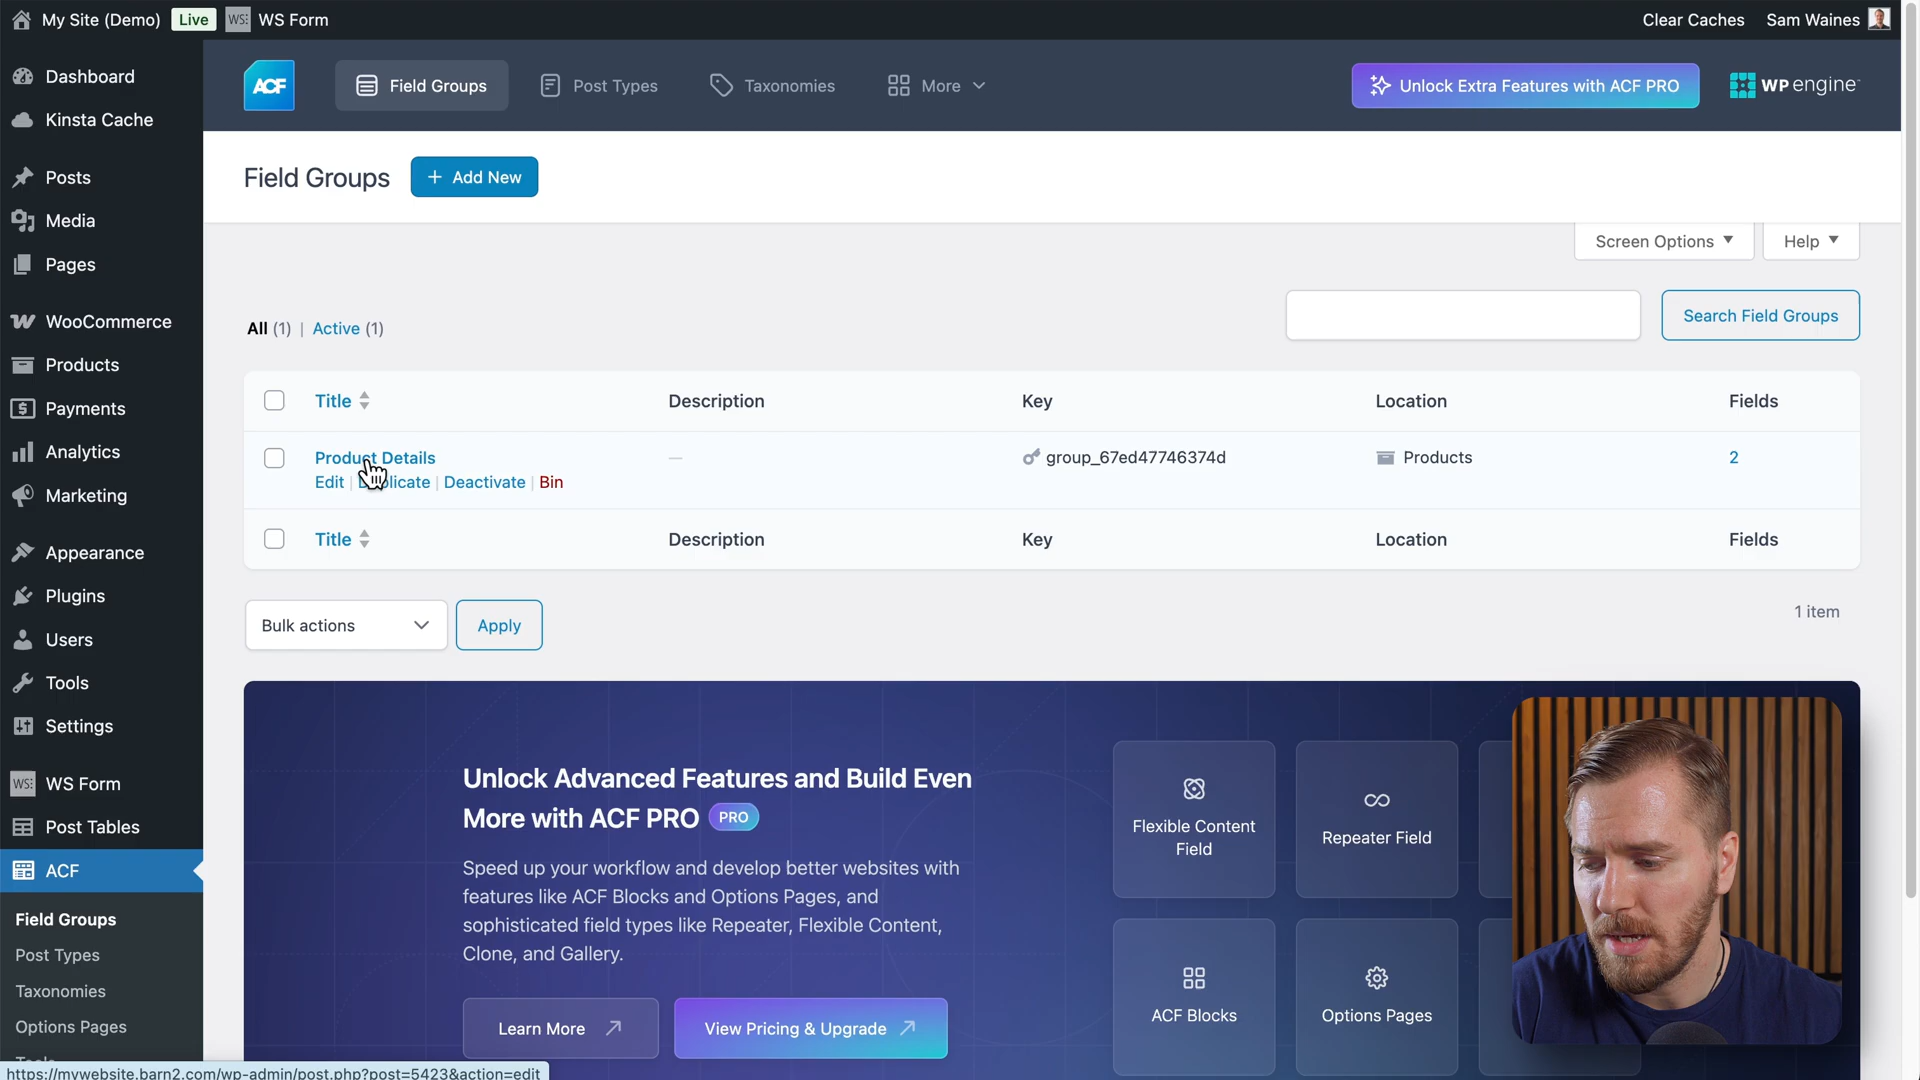 My Site (Demo) Live WS: WS Form Clear Caches Sam Waines
Dashboard
Kinsta Cache
Posts
Media
Pages
WooCommerce
Products
Payments
Analytics
Marketing
Appearance
Plugins
Users
Tools
Settings
WS: WS Form
Post Tables
ACF
Field Groups
Post Types
Taxonomies
Options Pages
ACF Field Groups Post Types Taxonomies More Unlock Extra Features with ACF PRO WP engine
Field Groups + Add New
Screen Options Help
All (1) | Active (1) Search Field Groups
Title Description Key Location Fields
Product Details — group_67ed47746374d Products 2
Edit | Duplicate | Deactivate | Bin
Title Description Key Location Fields
Bulk actions Apply 1 item
Unlock Advanced Features and Build Even
More with ACF PRO PRO
Speed up your workflow and develop better websites with
features like ACF Blocks and Options Pages, and
sophisticated field types like Repeater, Flexible Content,
Clone, and Gallery.
Learn More View Pricing & Upgrade
Flexible Content
Field
Repeater Field
ACF Blocks
Options Pages
https://mywebsite.barn2.com/wp-admin/post.php?post=5423&action=edit